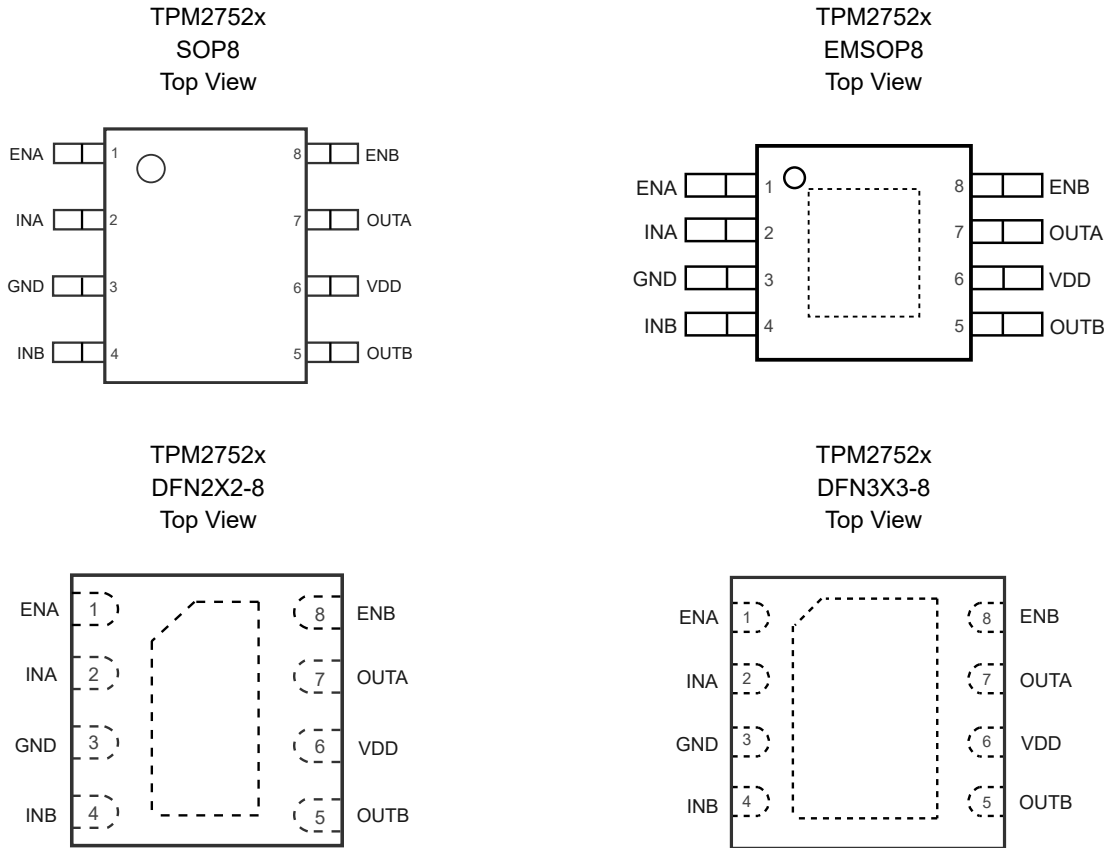 TPM2752x
SOP8
Top View
ENA 1 8 ENB
INA 2 7 OUTA
GND 3 6 VDD
INB 4 5 OUTB
TPM2752x
EMSOP8
Top View
ENA 1 8 ENB
INA 2 7 OUTA
GND 3 6 VDD
INB 4 5 OUTB
TPM2752x
DFN2X2-8
Top View
ENA 1 8 ENB
INA 2 7 OUTA
GND 3 6 VDD
INB 4 5 OUTB
TPM2752x
DFN3X3-8
Top View
ENA 1 8 ENB
INA 2 7 OUTA
GND 3 6 VDD
INB 4 5 OUTB